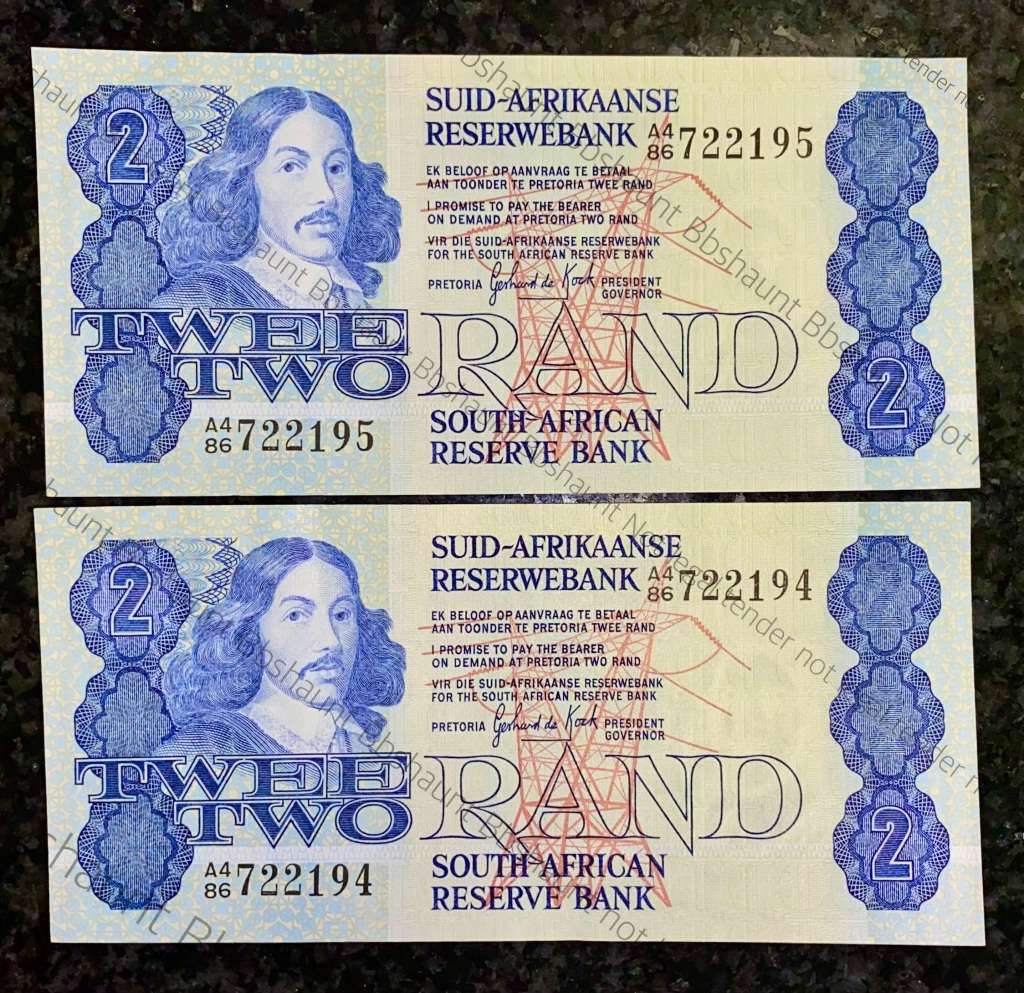 2
SUID-AFRIKAANSE
RESERWEBANK
A4
86 722195
EK BELOOF OP AANVRAAG TE BETAAL
AAN TOONDER TE PRETORIA TWEE RAND
I PROMISE TO PAY THE BEARER
ON DEMAND AT PRETORIA TWO RAND
VIR DIE SUID-AFRIKAANSE RESERWEBANK
FOR THE SOUTH AFRICAN RESERVE BANK
PRETORIA Gerhard de Kock PRESIDENT
GOVERNOR
TWEE
TWO
RAND
2
A4
86 722195
SOUTH AFRICAN
RESERVE BANK
2
SUID-AFRIKAANSE
RESERWEBANK
A4
86 722194
EK BELOOF OP AANVRAAG TE BETAAL
AAN TOONDER TE PRETORIA TWEE RAND
I PROMISE TO PAY THE BEARER
ON DEMAND AT PRETORIA TWO RAND
VIR DIE SUID-AFRIKAANSE RESERWEBANK
FOR THE SOUTH AFRICAN RESERVE BANK
PRETORIA Gerhard de Kock PRESIDENT
GOVERNOR
TWEE
TWO
RAND
2
A4
86 722194
SOUTH AFRICAN
RESERVE BANK
Bbshaunt Bbshaunt Bbshaunt
Bbshaunt Bbshaunt